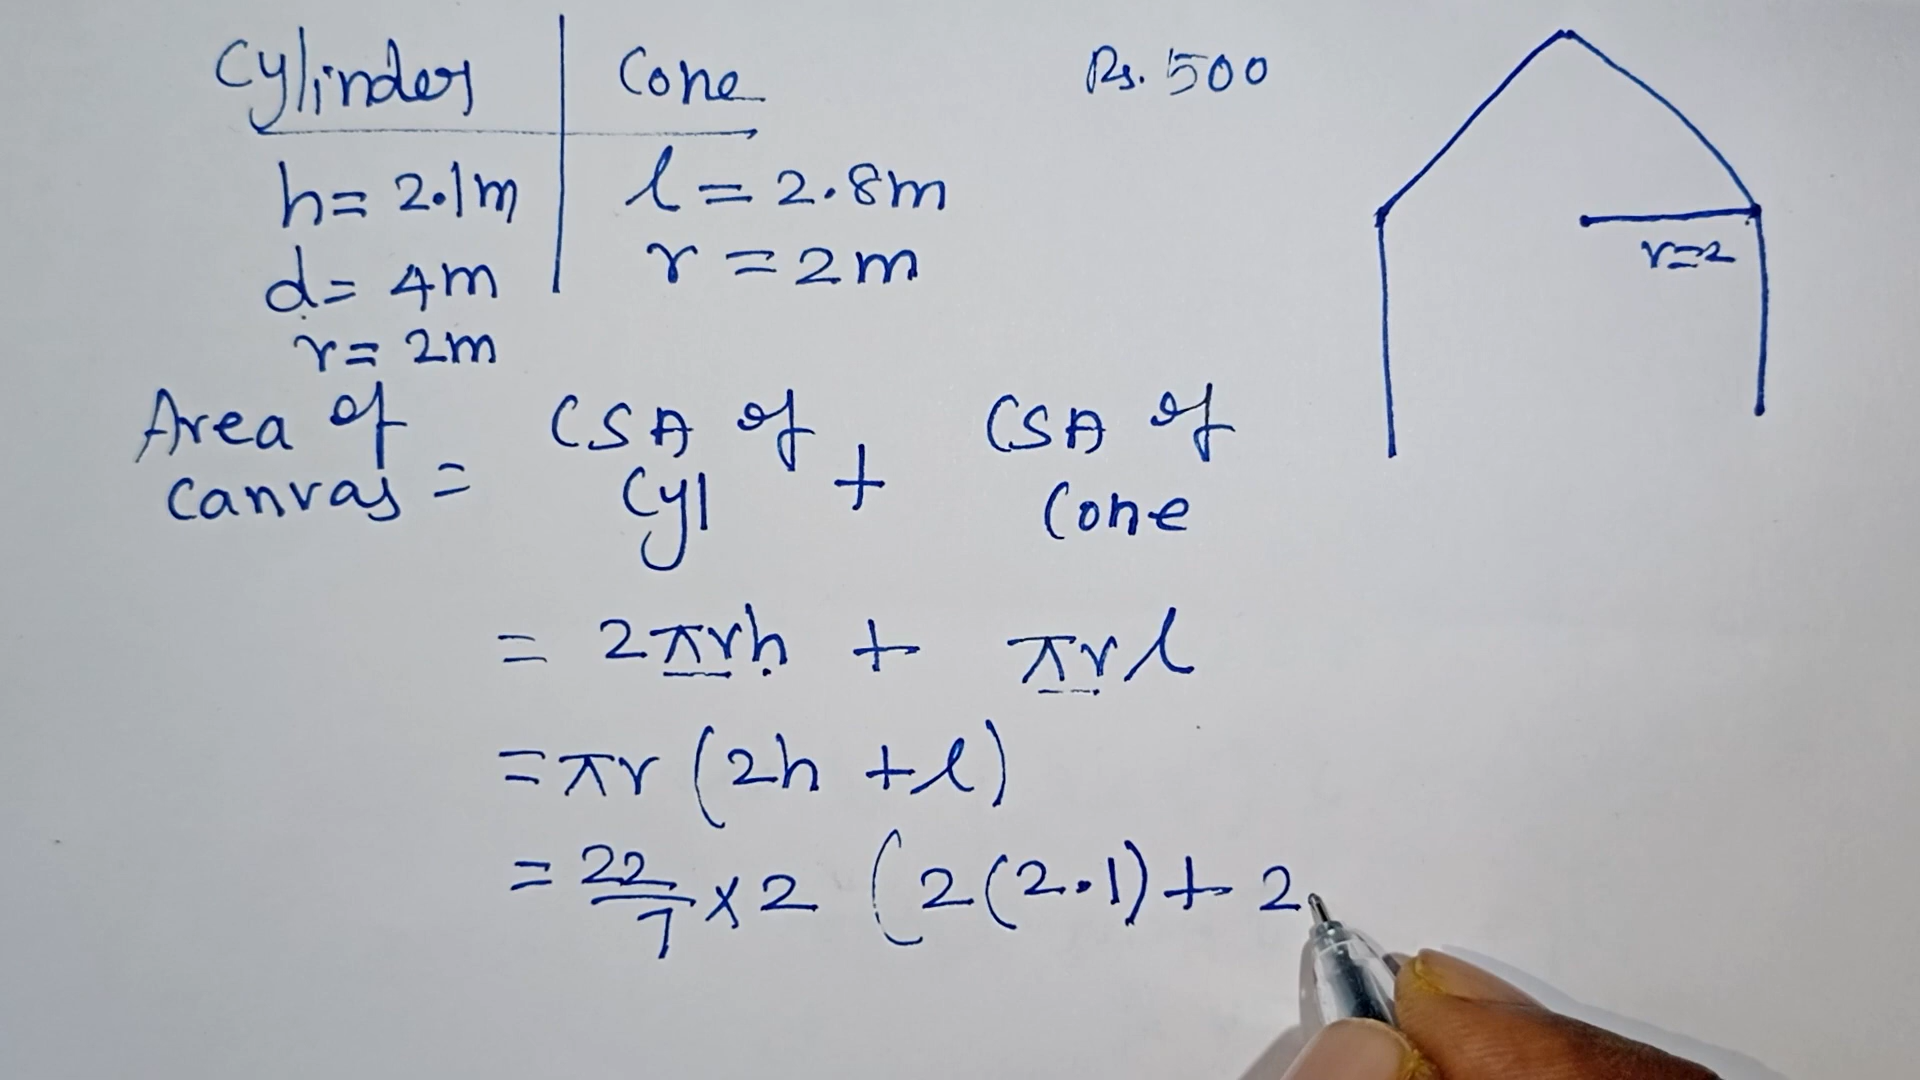 Cylinder | Cone
Rs. 500
h = 2.1m | l = 2.8m
d = 4m | r = 2m
r = 2m
r=2
Area of canvas = CSA of Cyl + CSA of Cone
= 2πrh + πrl
= πr (2h + l)
= 22/7 × 2 (2(2.1) + 2.